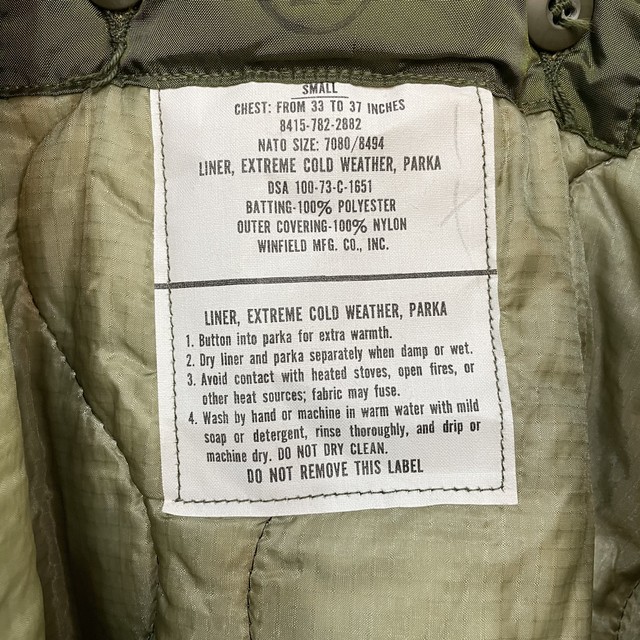 SMALL
CHEST: FROM 33 TO 37 INCHES
8415-782-2882
NATO SIZE: 7080/8494
LINER, EXTREME COLD WEATHER, PARKA
DSA 100-73-C-1651
BATTING-100% POLYESTER
OUTER COVERING-100% NYLON
WINFIELD MFG. CO., INC.
LINER, EXTREME COLD WEATHER, PARKA
1. Button into parka for extra warmth.
2. Dry liner and parka separately when damp or wet.
3. Avoid contact with heated stoves, open fires, or
other heat sources; fabric may fuse.
4. Wash by hand or machine in warm water with mild
soap or detergent, rinse thoroughly, and drip or
machine dry. DO NOT DRY CLEAN.
DO NOT REMOVE THIS LABEL